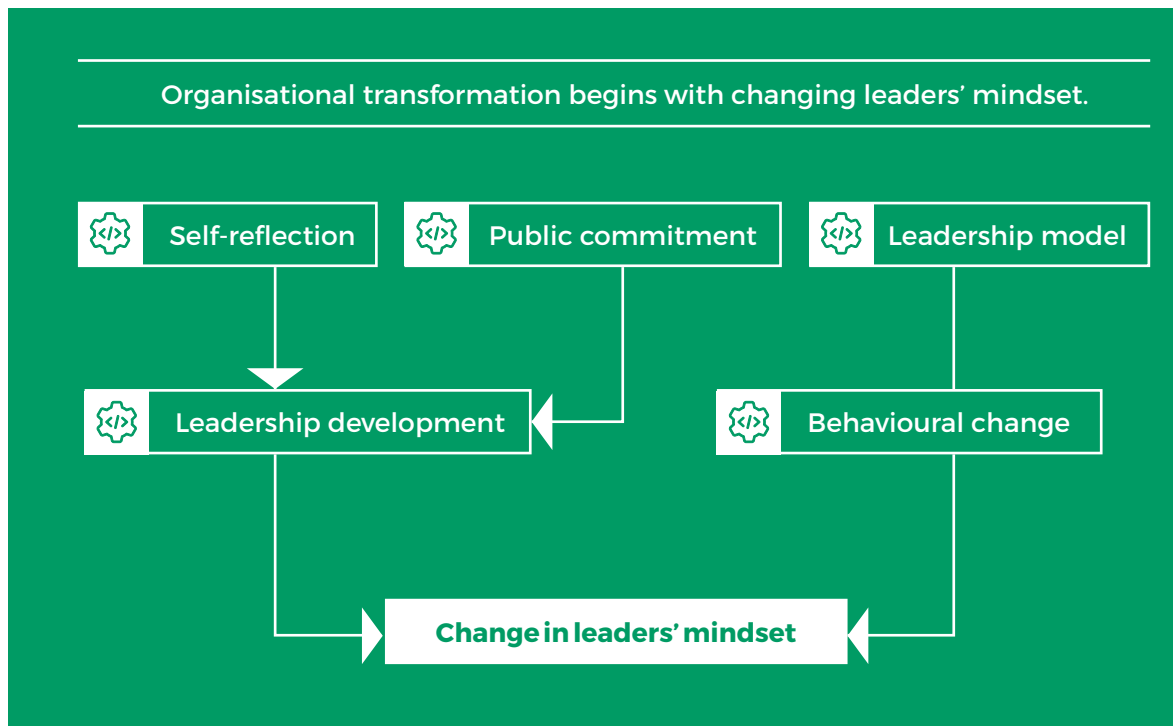 Organisational transformation begins with changing leaders’ mindset.
Self-reflection
Public commitment
Leadership model
Leadership development
Behavioural change
Change in leaders’ mindset